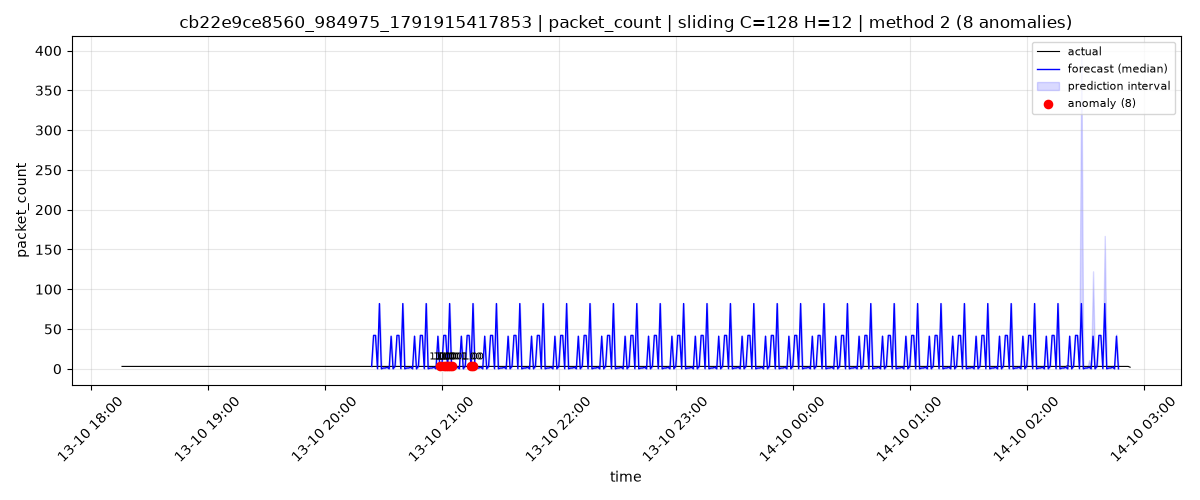 cb22e9ce8560_984975_1791915417853 | packet_count | sliding C=128 H=12 | method 2 (8 anomalies)
actual
forecast (median)
prediction interval
anomaly (8)
packet_count
400
350
300
250
200
150
100
50
0
13-10 18:00
13-10 19:00
13-10 20:00
13-10 21:00
13-10 22:00
13-10 23:00
14-10 00:00
14-10 01:00
14-10 02:00
14-10 03:00
time